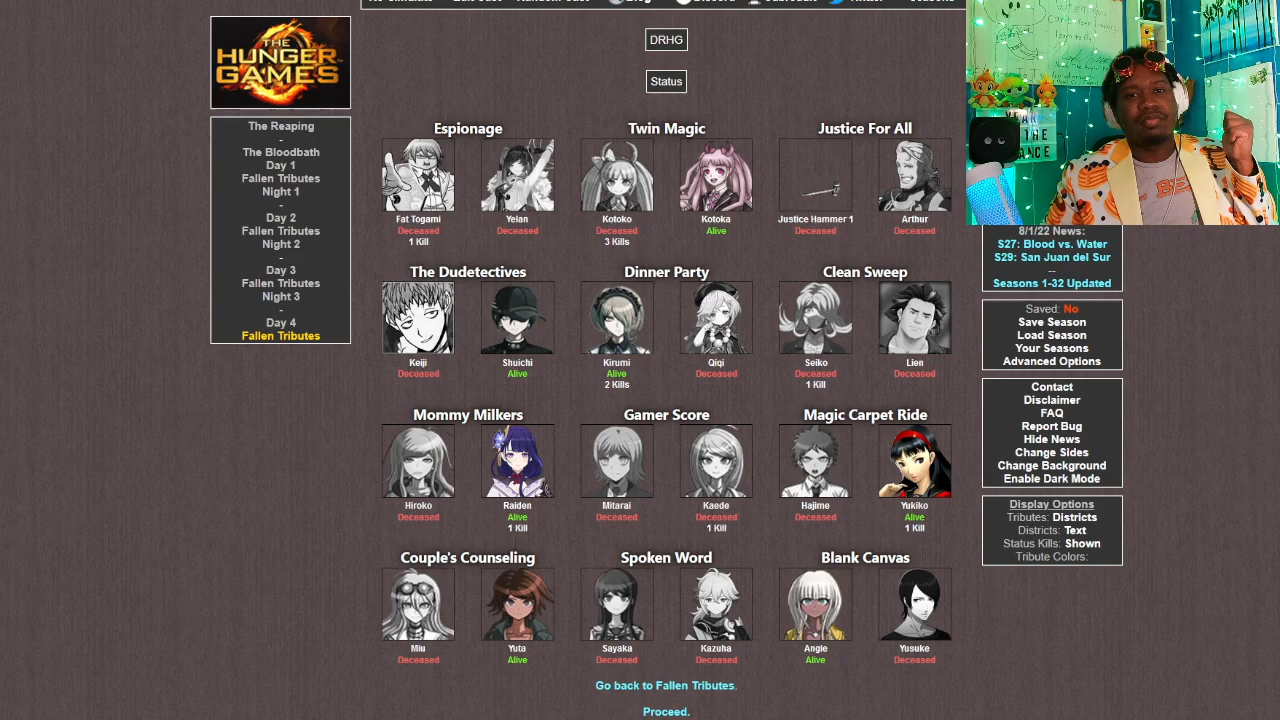 DRHG
Status
THE
HUNGER
GAMES
The Reaping
-
The Bloodbath
Day 1
Fallen Tributes
Night 1
-
Day 2
Fallen Tributes
Night 2
-
Day 3
Fallen Tributes
Night 3
-
Day 4
Fallen Tributes
Espionage
Fat Togami
Deceased
1 Kill
Yelan
Deceased
Twin Magic
Kotoko
Deceased
3 Kills
Kotoka
Alive
Justice For All
Justice Hammer 1
Deceased
Arthur
Deceased
The Dudetectives
Keiji
Deceased
Shuichi
Alive
Dinner Party
Kirumi
Alive
2 Kills
Qiqi
Deceased
Clean Sweep
Seiko
Deceased
1 Kill
Lien
Deceased
Mommy Milkers
Hiroko
Deceased
Raiden
Alive
1 Kill
Gamer Score
Mitarai
Deceased
Kaede
Deceased
1 Kill
Magic Carpet Ride
Hajime
Deceased
Yukiko
Alive
1 Kill
Couple's Counseling
Miu
Deceased
Yuta
Alive
Spoken Word
Sayaka
Deceased
Kazuha
Deceased
Blank Canvas
Angie
Alive
Yusuke
Deceased
Go back to Fallen Tributes.
Proceed.
8/1/22 News:
S27: Blood vs. Water
S29: San Juan del Sur
--
Seasons 1-32 Updated
Saved: No
Save Season
Load Season
Your Seasons
Advanced Options
Contact
Disclaimer
FAQ
Report Bug
Hide News
Change Sides
Change Background
Enable Dark Mode
Display Options
Tributes: Districts
Districts: Text
Status Kills: Shown
Tribute Colors: